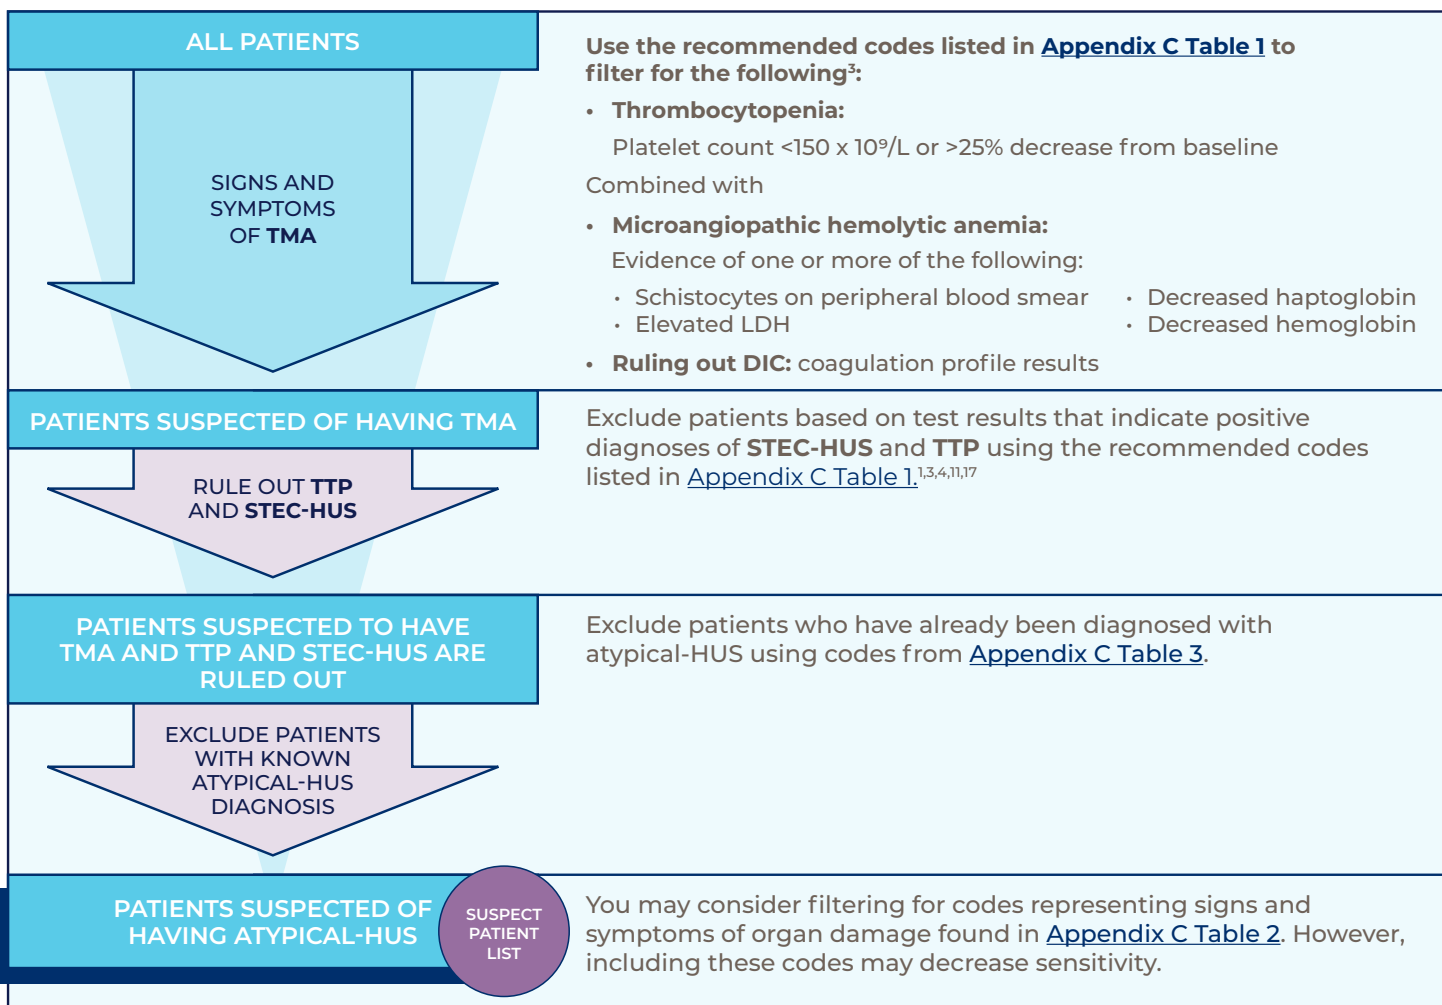 ALL PATIENTS
Use the recommended codes listed in Appendix C Table 1 to
filter for the following³:
• Thrombocytopenia:
Platelet count <150 x 10⁹/L or >25% decrease from baseline
Combined with
• Microangiopathic hemolytic anemia:
Evidence of one or more of the following:
• Schistocytes on peripheral blood smear
• Elevated LDH
• Decreased haptoglobin
• Decreased hemoglobin
• Ruling out DIC: coagulation profile results
SIGNS AND
SYMPTOMS
OF TMA
PATIENTS SUSPECTED OF HAVING TMA
Exclude patients based on test results that indicate positive
diagnoses of STEC-HUS and TTP using the recommended codes
listed in Appendix C Table 1.¹,³,⁴,¹¹,¹⁷
RULE OUT TTP
AND STEC-HUS
PATIENTS SUSPECTED TO HAVE
TMA AND TTP AND STEC-HUS ARE
RULED OUT
Exclude patients who have already been diagnosed with
atypical-HUS using codes from Appendix C Table 3.
EXCLUDE PATIENTS
WITH KNOWN
ATYPICAL-HUS
DIAGNOSIS
PATIENTS SUSPECTED OF
HAVING ATYPICAL-HUS
SUSPECT
PATIENT
LIST
You may consider filtering for codes representing signs and
symptoms of organ damage found in Appendix C Table 2. However,
including these codes may decrease sensitivity.